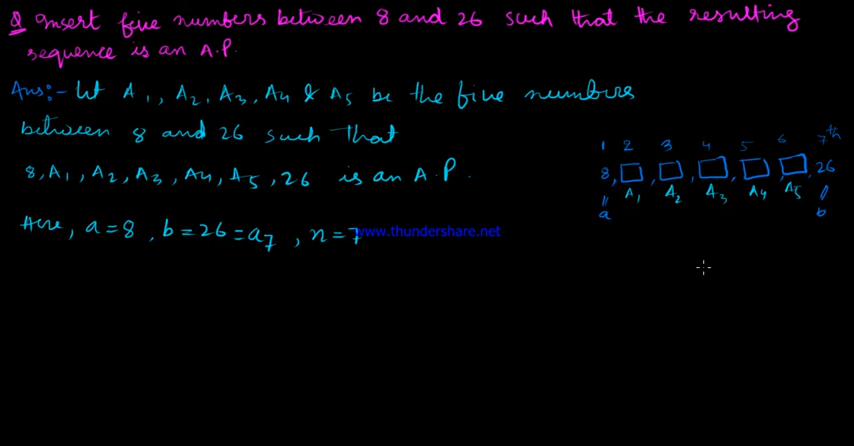 Q Insert five numbers between 8 and 26 such that the resulting
sequence is an A.P.
Ans:- Let A1, A2, A3, A4 & A5 be the five numbers
between 8 and 26 such that
8, A1, A2, A3, A4, A5, 26 is an A.P.
Here, a = 8, b = 26 = a7, n = 7
www.thundershare.net
1 2 3 4 5 6 7th
8, , , , , , 26
A1 A2 A3 A4 A5
a b